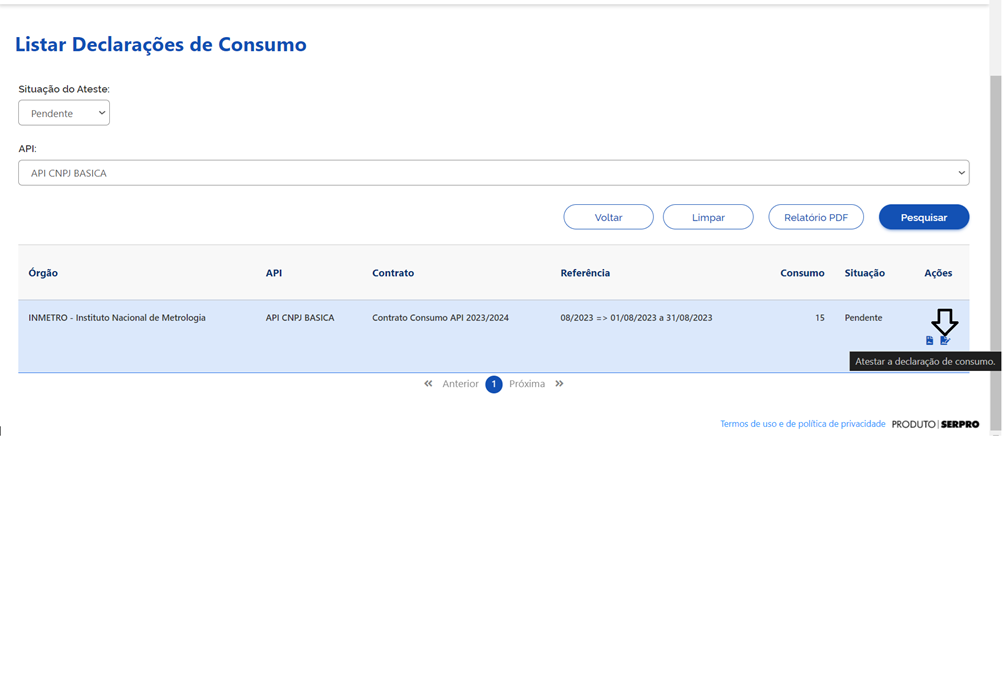 Listar Declarações de Consumo
Situação do Ateste:
Pendente
API:
API CNPJ BASICA
Voltar Limpar Relatório PDF Pesquisar
Órgão API Contrato Referência Consumo Situação Ações
INMETRO - Instituto Nacional de Metrologia API CNPJ BASICA Contrato Consumo API 2023/2024 08/2023 => 01/08/2023 a 31/08/2023 15 Pendente
Atestar a declaração de consumo.
« Anterior 1 Próxima »
Termos de uso e de política de privacidade PRODUTO | SERPRO